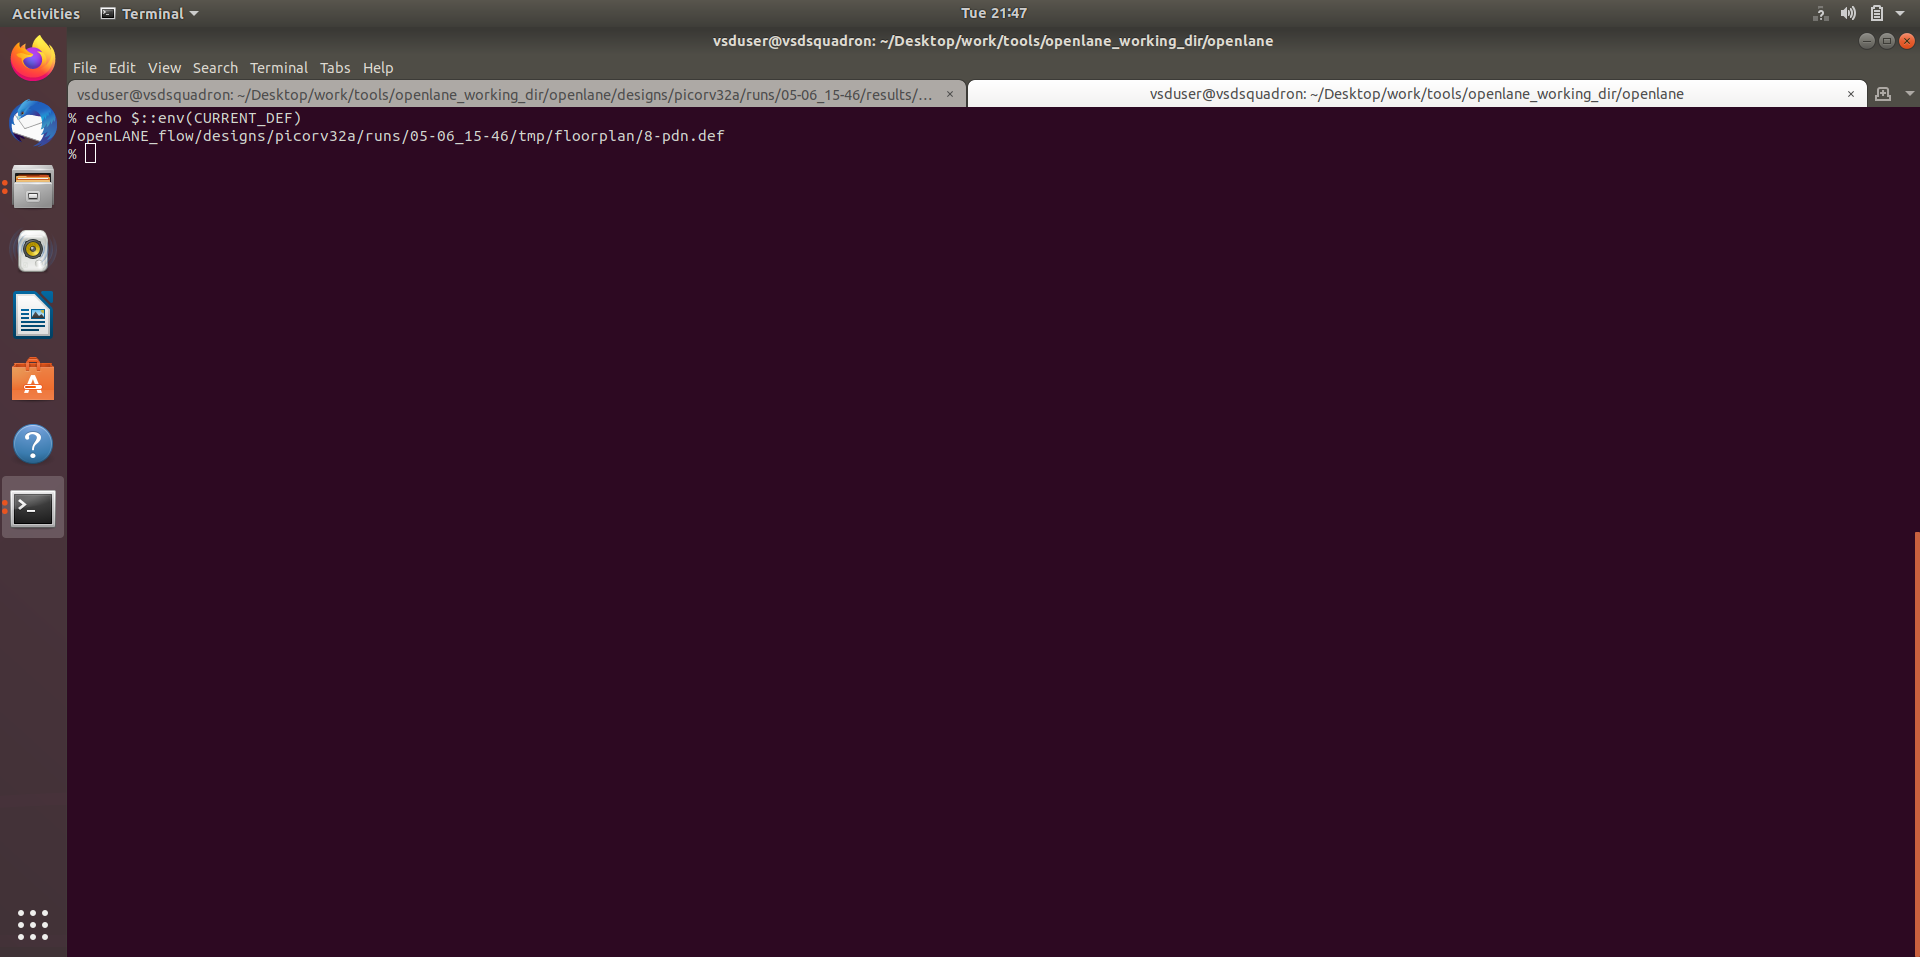 Activities Terminal Tue 21:47
vsduser@vsdsquadron: ~/Desktop/work/tools/openlane_working_dir/openlane
File Edit View Search Terminal Tabs Help
vsduser@vsdsquadron: ~/Desktop/work/tools/openlane_working_dir/openlane/designs/picorv32a/runs/05-06_15-46/results/... × vsduser@vsdsquadron: ~/Desktop/work/tools/openlane_working_dir/openlane ×
% echo $::env(CURRENT_DEF)
/openLANE_flow/designs/picorv32a/runs/05-06_15-46/tmp/floorplan/8-pdn.def
%